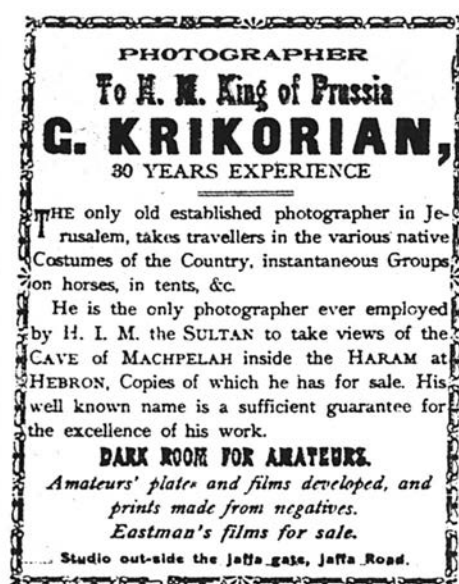 PHOTOGRAPHER
To H. M. King of Prussia
G. KRIKORIAN,
30 YEARS EXPERIENCE
THE only old established photographer in Je-
rusalem, takes travellers in the various native
Costumes of the Country, instantaneous Groups
on horses, in tents, &c.
He is the only photographer ever employed
by H. I. M. the SULTAN to take views of the
CAVE of MACHPELAH inside the HARAM at
HEBRON, Copies of which he has for sale. His
well known name is a sufficient guarantee for
the excellence of his work.
DARK ROOM FOR AMATEURS.
Amateurs' plates and films developed, and
prints made from negatives.
Eastman's films for sale.
Studio out-side the Jaffa gate, Jaffa Road.